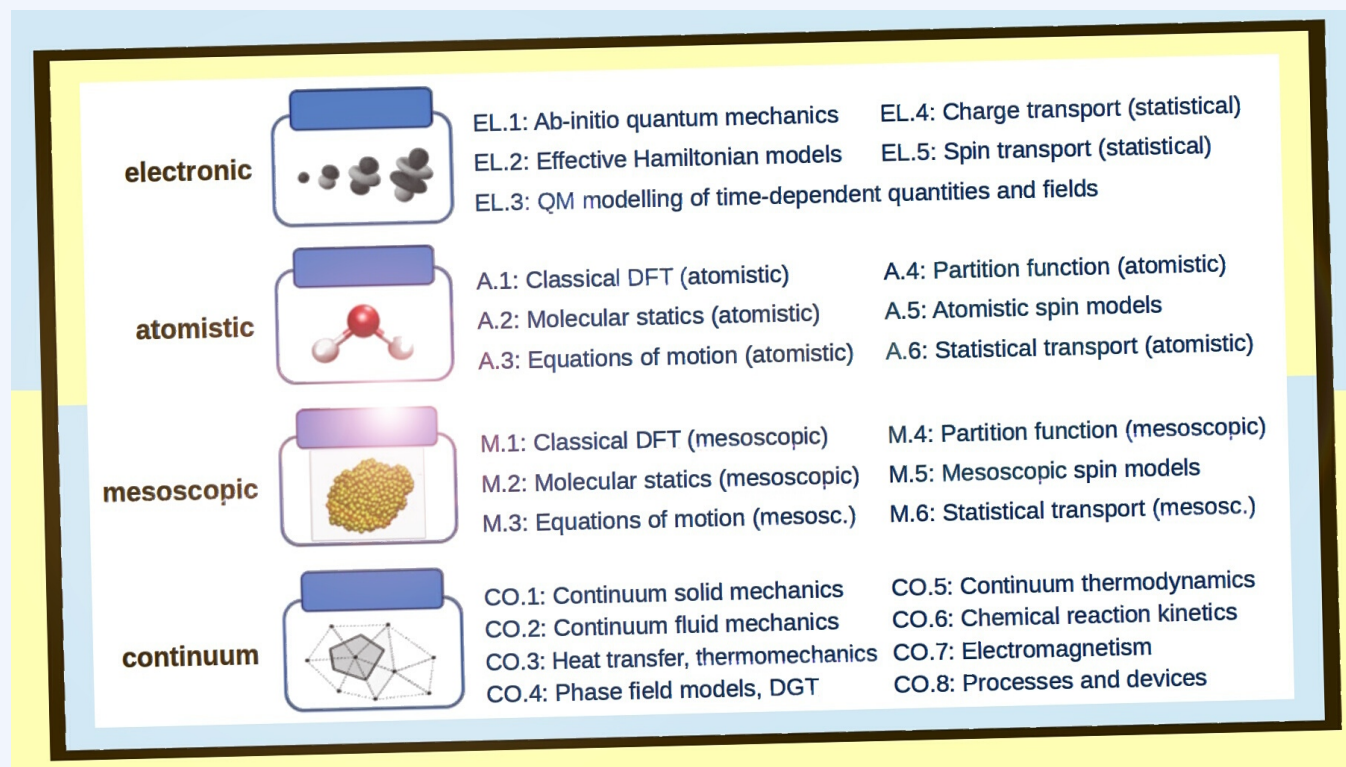 electronic
EL.1: Ab-initio quantum mechanics
EL.2: Effective Hamiltonian models
EL.3: QM modelling of time-dependent quantities and fields
EL.4: Charge transport (statistical)
EL.5: Spin transport (statistical)
atomistic
A.1: Classical DFT (atomistic)
A.2: Molecular statics (atomistic)
A.3: Equations of motion (atomistic)
A.4: Partition function (atomistic)
A.5: Atomistic spin models
A.6: Statistical transport (atomistic)
mesoscopic
M.1: Classical DFT (mesoscopic)
M.2: Molecular statics (mesoscopic)
M.3: Equations of motion (mesosc.)
M.4: Partition function (mesoscopic)
M.5: Mesoscopic spin models
M.6: Statistical transport (mesosc.)
continuum
CO.1: Continuum solid mechanics
CO.2: Continuum fluid mechanics
CO.3: Heat transfer, thermomechanics
CO.4: Phase field models, DGT
CO.5: Continuum thermodynamics
CO.6: Chemical reaction kinetics
CO.7: Electromagnetism
CO.8: Processes and devices